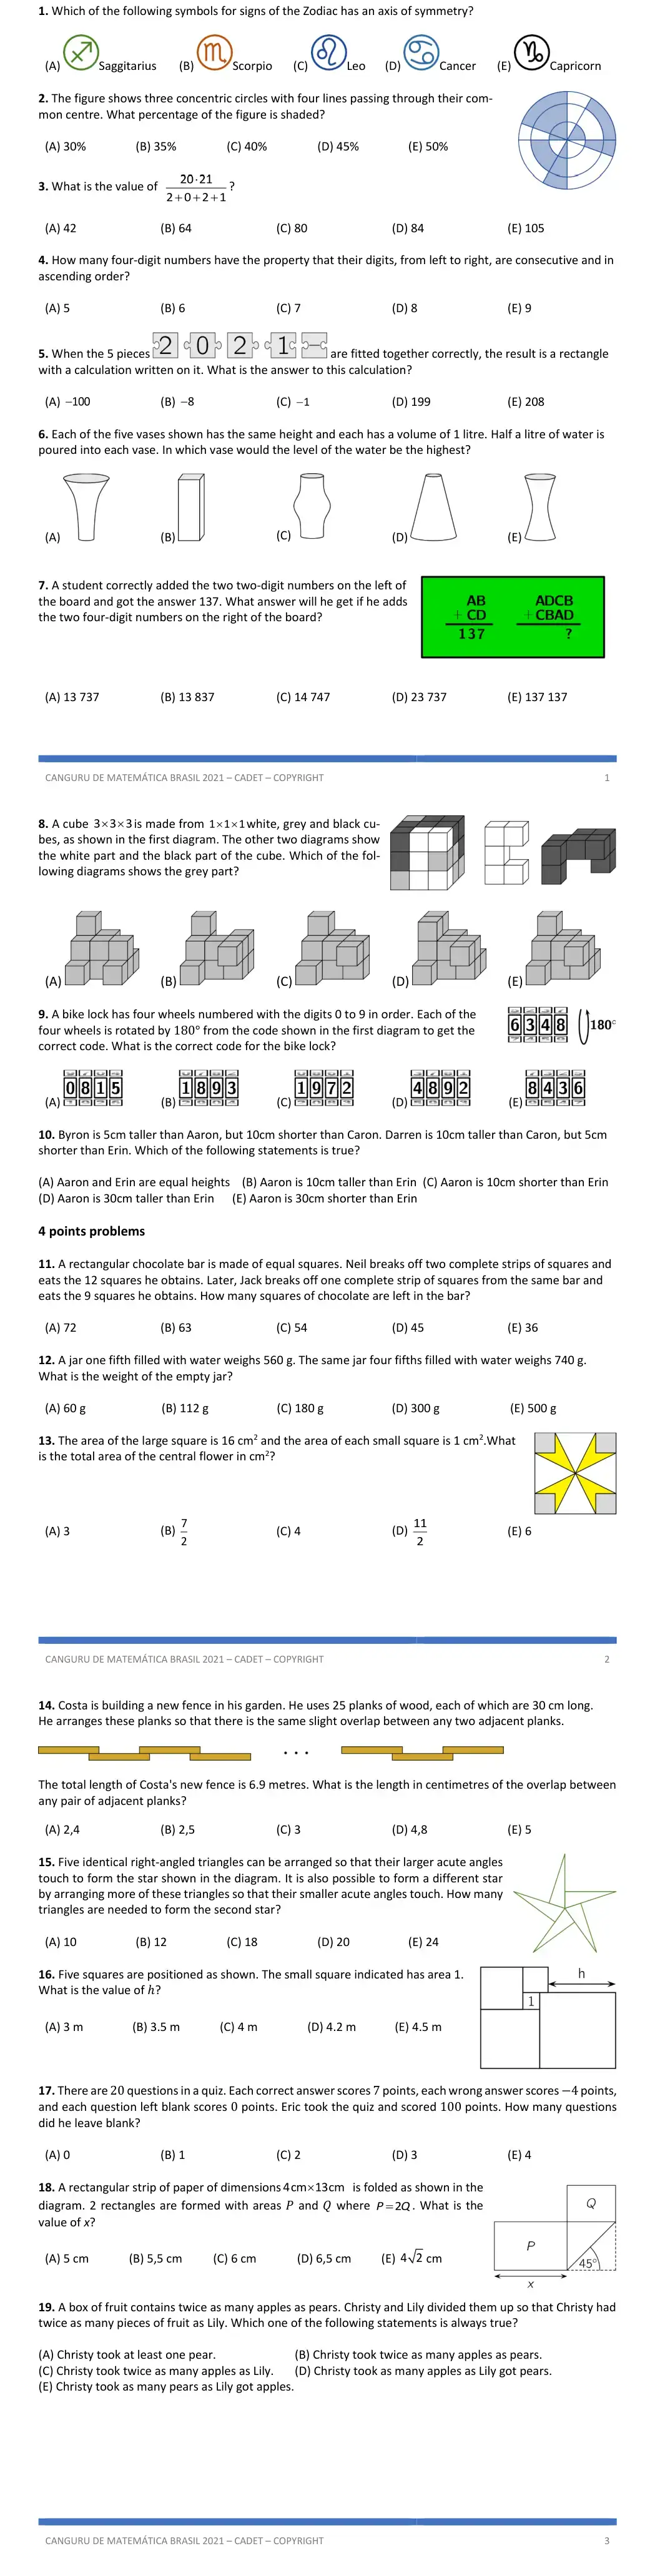 1. Which of the following symbols for signs of the Zodiac has an axis of symmetry?
(A) Saggitarius (B) Scorpio (C) Leo (D) Cancer (E) Capricorn
2. The figure shows three concentric circles with four lines passing through their com-
mon centre. What percentage of the figure is shaded?
(A) 30% (B) 35% (C) 40% (D) 45% (E) 50%
3. What is the value of 20·21 / 2+0+2+1 ?
(A) 42 (B) 64 (C) 80 (D) 84 (E) 105
4. How many four-digit numbers have the property that their digits, from left to right, are consecutive and in
ascending order?
(A) 5 (B) 6 (C) 7 (D) 8 (E) 9
5. When the 5 pieces 2 0 2 1 − are fitted together correctly, the result is a rectangle
with a calculation written on it. What is the answer to this calculation?
(A) −100 (B) −8 (C) −1 (D) 199 (E) 208
6. Each of the five vases shown has the same height and each has a volume of 1 litre. Half a litre of water is
poured into each vase. In which vase would the level of the water be the highest?
(A) (B) (C) (D) (E)
7. A student correctly added the two two-digit numbers on the left of
the board and got the answer 137. What answer will he get if he adds
the two four-digit numbers on the right of the board?
AB ADCB
+ CD + CBAD
137 ?
(A) 13 737 (B) 13 837 (C) 14 747 (D) 23 737 (E) 137 137
CANGURU DE MATEMÁTICA BRASIL 2021 – CADET – COPYRIGHT 1
8. A cube 3×3×3 is made from 1×1×1 white, grey and black cu-
bes, as shown in the first diagram. The other two diagrams show
the white part and the black part of the cube. Which of the fol-
lowing diagrams shows the grey part?
(A) (B) (C) (D) (E)
9. A bike lock has four wheels numbered with the digits 0 to 9 in order. Each of the
four wheels is rotated by 180° from the code shown in the first diagram to get the
correct code. What is the correct code for the bike lock?
6348 180°
(A) 0815 (B) 1893 (C) 1972 (D) 4892 (E) 8436
10. Byron is 5cm taller than Aaron, but 10cm shorter than Caron. Darren is 10cm taller than Caron, but 5cm
shorter than Erin. Which of the following statements is true?
(A) Aaron and Erin are equal heights (B) Aaron is 10cm taller than Erin (C) Aaron is 10cm shorter than Erin
(D) Aaron is 30cm taller than Erin (E) Aaron is 30cm shorter than Erin
4 points problems
11. A rectangular chocolate bar is made of equal squares. Neil breaks off two complete strips of squares and
eats the 12 squares he obtains. Later, Jack breaks off one complete strip of squares from the same bar and
eats the 9 squares he obtains. How many squares of chocolate are left in the bar?
(A) 72 (B) 63 (C) 54 (D) 45 (E) 36
12. A jar one fifth filled with water weighs 560 g. The same jar four fifths filled with water weighs 740 g.
What is the weight of the empty jar?
(A) 60 g (B) 112 g (C) 180 g (D) 300 g (E) 500 g
13. The area of the large square is 16 cm² and the area of each small square is 1 cm².What
is the total area of the central flower in cm²?
(A) 3 (B) 7/2 (C) 4 (D) 11/2 (E) 6
CANGURU DE MATEMÁTICA BRASIL 2021 – CADET – COPYRIGHT 2
14. Costa is building a new fence in his garden. He uses 25 planks of wood, each of which are 30 cm long.
He arranges these planks so that there is the same slight overlap between any two adjacent planks.
. . .
The total length of Costa's new fence is 6.9 metres. What is the length in centimetres of the overlap between
any pair of adjacent planks?
(A) 2,4 (B) 2,5 (C) 3 (D) 4,8 (E) 5
15. Five identical right-angled triangles can be arranged so that their larger acute angles
touch to form the star shown in the diagram. It is also possible to form a different star
by arranging more of these triangles so that their smaller acute angles touch. How many
triangles are needed to form the second star?
(A) 10 (B) 12 (C) 18 (D) 20 (E) 24
16. Five squares are positioned as shown. The small square indicated has area 1.
What is the value of h?
h
1
(A) 3 m (B) 3.5 m (C) 4 m (D) 4.2 m (E) 4.5 m
17. There are 20 questions in a quiz. Each correct answer scores 7 points, each wrong answer scores −4 points,
and each question left blank scores 0 points. Eric took the quiz and scored 100 points. How many questions
did he leave blank?
(A) 0 (B) 1 (C) 2 (D) 3 (E) 4
18. A rectangular strip of paper of dimensions 4cm×13cm is folded as shown in the
diagram. 2 rectangles are formed with areas P and Q where P=2Q. What is the
value of x?
Q
P
45°
x
(A) 5 cm (B) 5,5 cm (C) 6 cm (D) 6,5 cm (E) 4√2 cm
19. A box of fruit contains twice as many apples as pears. Christy and Lily divided them up so that Christy had
twice as many pieces of fruit as Lily. Which one of the following statements is always true?
(A) Christy took at least one pear. (B) Christy took twice as many apples as pears.
(C) Christy took twice as many apples as Lily. (D) Christy took as many apples as Lily got pears.
(E) Christy took as many pears as Lily got apples.
CANGURU DE MATEMÁTICA BRASIL 2021 – CADET – COPYRIGHT 3